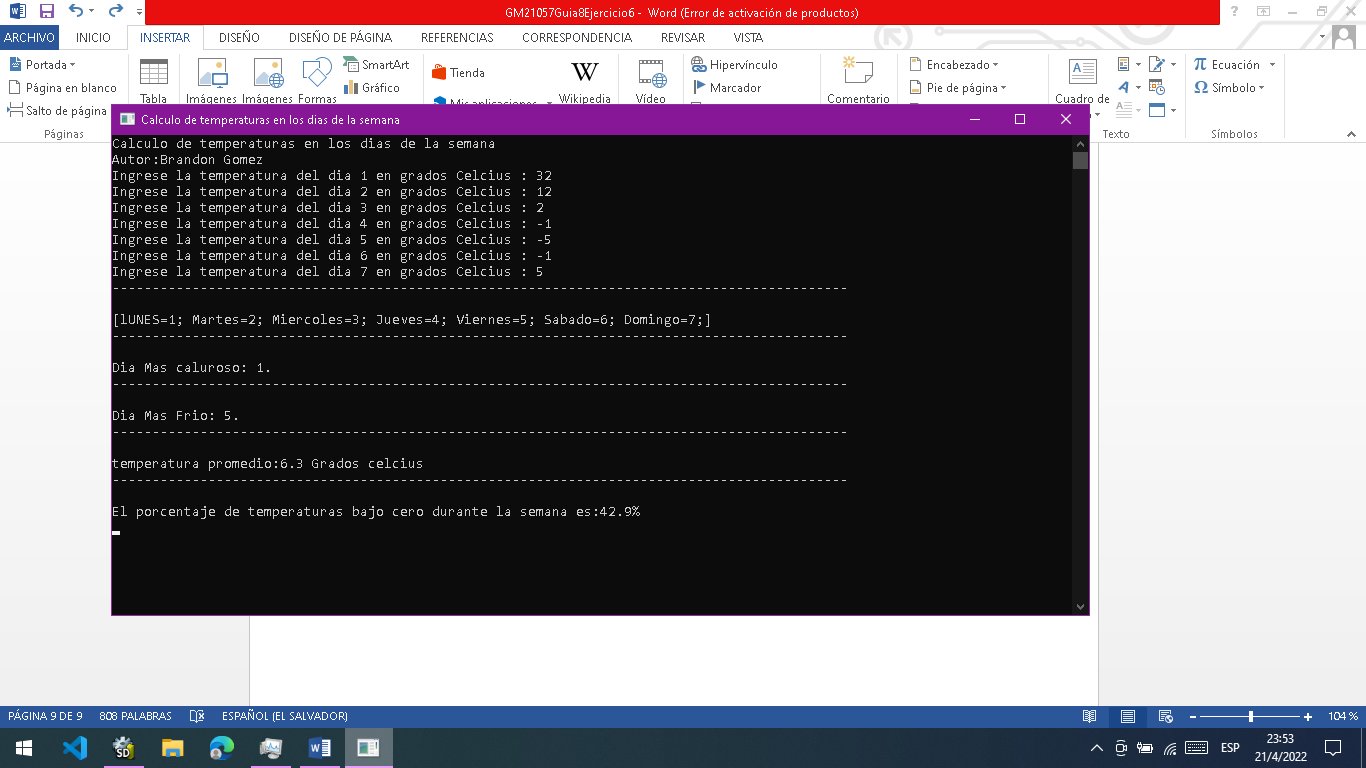 GM21057Guia8Ejercicio6 - Word (Error de activación de productos)
ARCHIVO INICIO INSERTAR DISEÑO DISEÑO DE PÁGINA REFERENCIAS CORRESPONDENCIA REVISAR VISTA
Portada
Página en blanco
Salto de página
Páginas
Tabla
Imágenes Imágenes Formas
SmartArt
Gráfico
Tienda
Mis aplicaciones
Wikipedia
Vídeo
Hipervínculo
Marcador
Comentario
Encabezado
Pie de página
Cuadro de
Texto
Ecuación
Símbolo
Símbolos
Calculo de temperaturas en los dias de la semana
Calculo de temperaturas en los dias de la semana
Autor:Brandon Gomez
Ingrese la temperatura del dia 1 en grados Celcius : 32
Ingrese la temperatura del dia 2 en grados Celcius : 12
Ingrese la temperatura del dia 3 en grados Celcius : 2
Ingrese la temperatura del dia 4 en grados Celcius : -1
Ingrese la temperatura del dia 5 en grados Celcius : -5
Ingrese la temperatura del dia 6 en grados Celcius : -1
Ingrese la temperatura del dia 7 en grados Celcius : 5
--------------------------------------------------------------------------------------------
[lUNES=1; Martes=2; Miercoles=3; Jueves=4; Viernes=5; Sabado=6; Domingo=7;]
--------------------------------------------------------------------------------------------
Dia Mas caluroso: 1.
--------------------------------------------------------------------------------------------
Dia Mas Frio: 5.
--------------------------------------------------------------------------------------------
temperatura promedio:6.3 Grados celcius
--------------------------------------------------------------------------------------------
El porcentaje de temperaturas bajo cero durante la semana es:42.9%
PÁGINA 9 DE 9 808 PALABRAS ESPAÑOL (EL SALVADOR) 104 %
ESP
23:53
21/4/2022